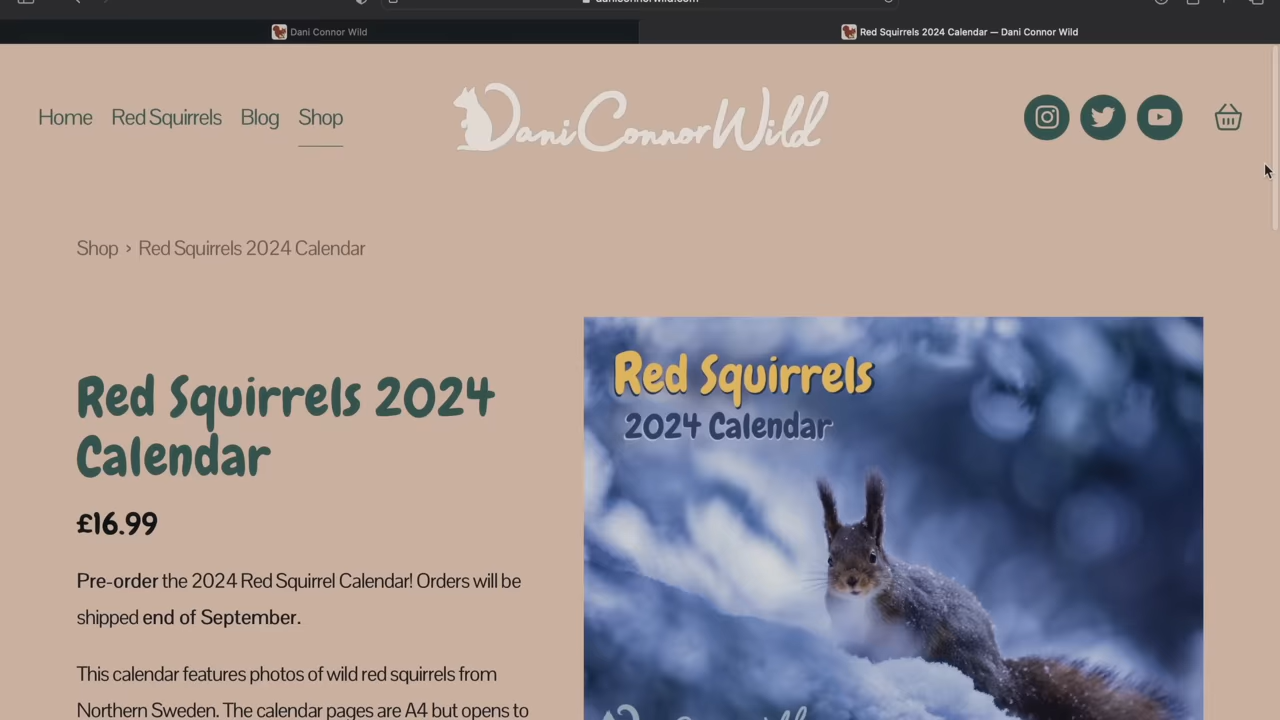 daniconnorwild.com
Dani Connor Wild
Red Squirrels 2024 Calendar — Dani Connor Wild
Home Red Squirrels Blog Shop
Dani Connor Wild
Shop › Red Squirrels 2024 Calendar
Red Squirrels 2024
Calendar
£16.99
Pre-order the 2024 Red Squirrel Calendar! Orders will be
shipped end of September.
This calendar features photos of wild red squirrels from
Northern Sweden. The calendar pages are A4 but opens to
Red Squirrels
2024 Calendar